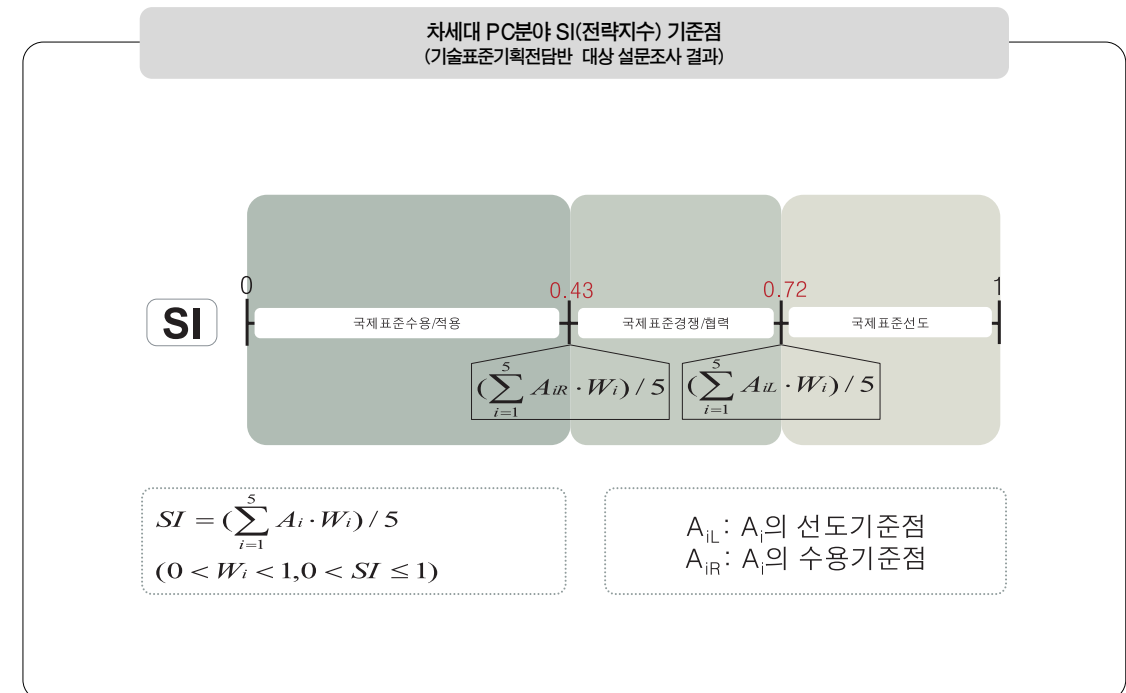 차세대 PC분야 SI(전략지수) 기준점
(기술표준기획전담반 대상 설문조사 결과)
0 0.43 0.72 1
SI 국제표준수용/적용 국제표준경쟁/협력 국제표준선도
(∑_{i=1}^{5} A_{iR} · W_i) / 5 (∑_{i=1}^{5} A_{iL} · W_i) / 5
SI = (∑_{i=1}^{5} A_i · W_i) / 5
(0 < W_i < 1,0 < SI ≤ 1)
A_{iL} : A_i의 선도기준점
A_{iR} : A_i의 수용기준점